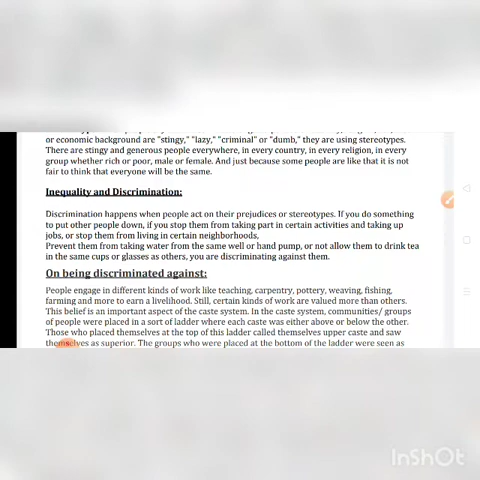 or economic background are "stingy," "lazy," "criminal" or "dumb," they are using stereotypes.
There are stingy and generous people everywhere, in every country, in every religion, in every
group whether rich or poor, male or female. And just because some people are like that it is not
fair to think that everyone will be the same.
Inequality and Discrimination:
Discrimination happens when people act on their prejudices or stereotypes. If you do something
to put other people down, if you stop them from taking part in certain activities and taking up
jobs, or stop them from living in certain neighborhoods,
Prevent them from taking water from the same well or hand pump, or not allow them to drink tea
in the same cups or glasses as others, you are discriminating against them.
On being discriminated against:
People engage in different kinds of work like teaching, carpentry, pottery, weaving, fishing,
farming and more to earn a livelihood. Still, certain kinds of work are valued more than others.
This belief is an important aspect of the caste system. In the caste system, communities/ groups
of people were placed in a sort of ladder where each caste was either above or below the other.
Those who placed themselves at the top of this ladder called themselves upper caste and saw
themselves as superior. The groups who were placed at the bottom of the ladder were seen as
InShOt